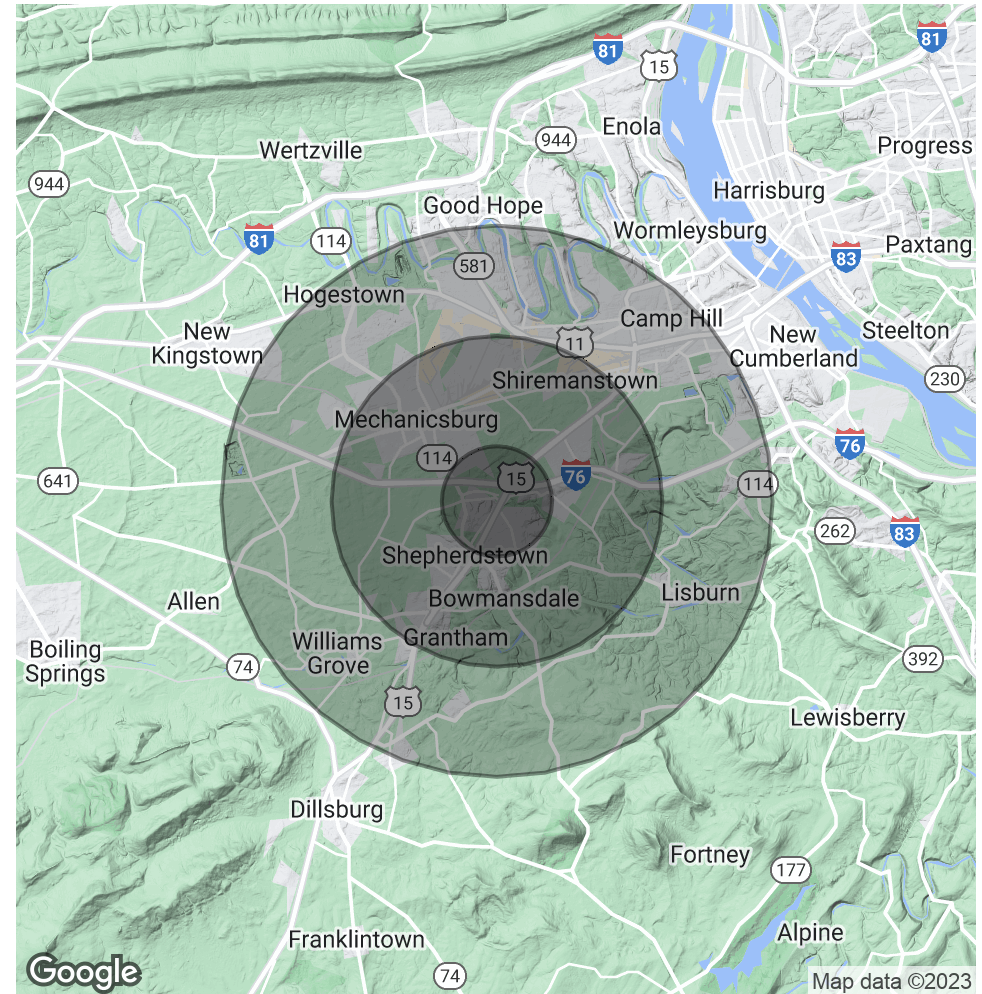 81
81
15
Enola
944
Progress
Wertzville
944
Harrisburg
Good Hope
Wormleysburg
81
114
Paxtang
83
581
Hogestown
Camp Hill
New
Kingstown
11
New
Cumberland
Steelton
Shiremanstown
230
Mechanicsburg
76
114
15
76
641
114
262
83
Shepherdstown
Allen
Bowmansdale
Lisburn
Williams
Grove
Grantham
Boiling
Springs
74
392
15
Lewisberry
Dillsburg
Fortney
177
Franklintown
Alpine
Google
74
Map data ©2023